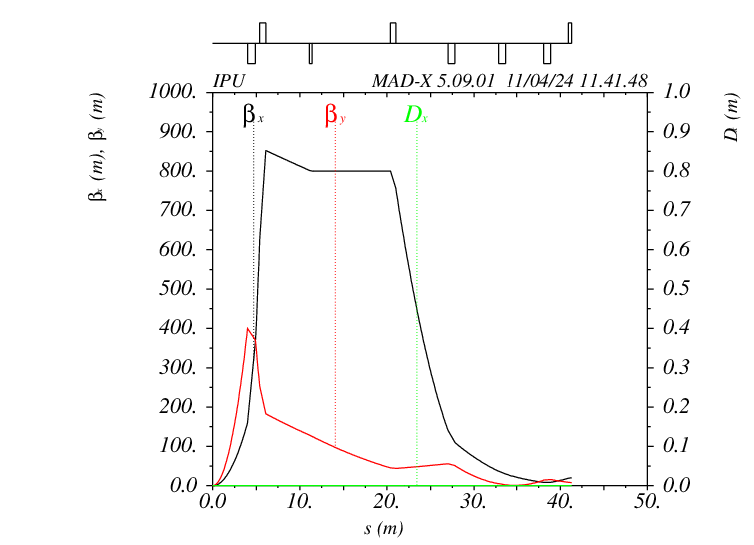 IPU MAD-X 5.09.01 11/04/24 11.41.48
1000. 1.0
βx βy Dx
900. 0.9
800. 0.8
700. 0.7
600. 0.6
500. 0.5
400. 0.4
300. 0.3
200. 0.2
100. 0.1
0.0 0.0
0.0 10. 20. 30. 40. 50.
s (m)
βx (m), βy (m)
Dx (m)